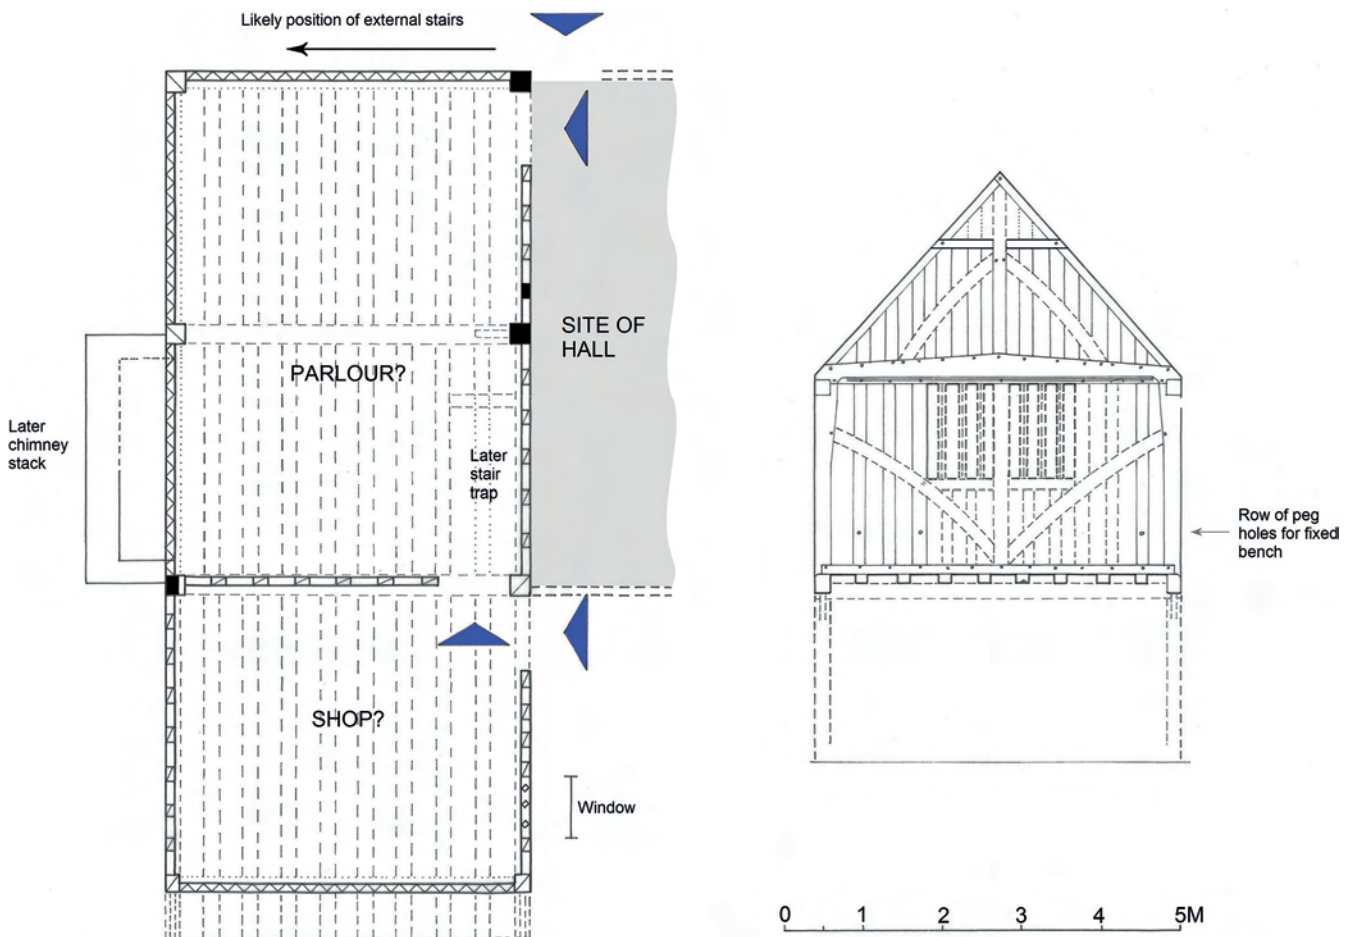 Likely position of external stairs
SITE OF
HALL
PARLOUR?
Later
chimney
stack
Later
stair
trap
SHOP?
Window
Row of peg
holes for fixed
bench
0 1 2 3 4 5M